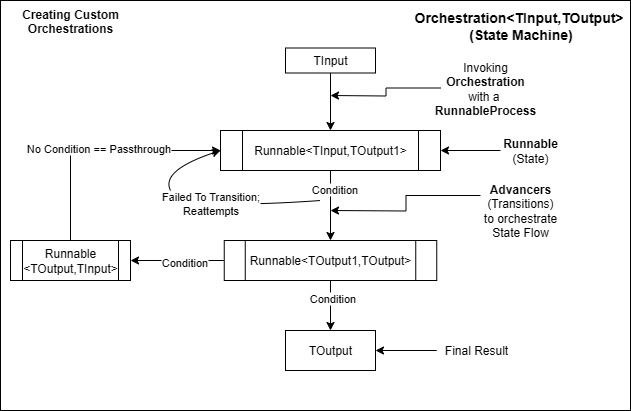 Creating Custom
Orchestrations
Orchestration<TInput,TOutput>
(State Machine)
TInput
Invoking
Orchestration
with a
RunnableProcess
No Condition == Passthrough
Runnable<TInput,TOutput1>
Runnable
(State)
Failed To Transition;
Reattempts
Condition
Advancers
(Transitions)
to orchestrate
State Flow
Runnable
<TOutput,TInput>
Condition
Runnable<TOutput1,TOutput>
Condition
TOutput
Final Result